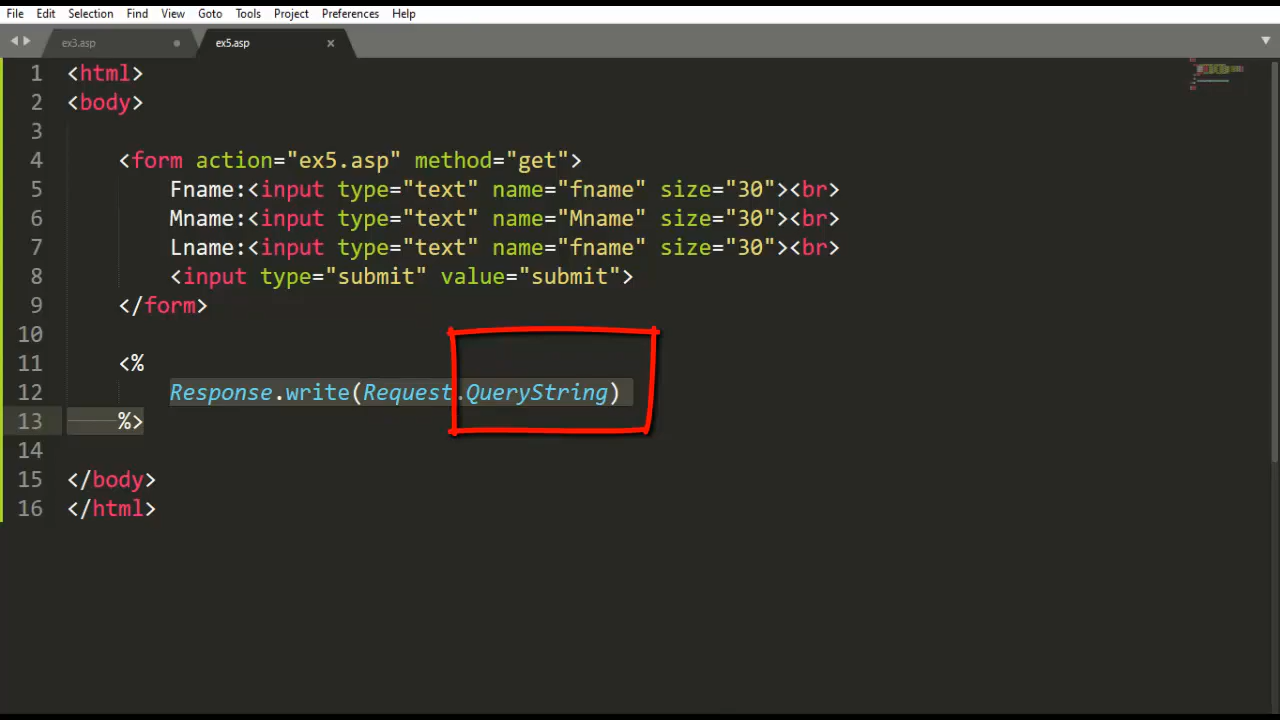 File Edit Selection Find View Goto Tools Project Preferences Help
ex3.asp ex5.asp ×
1 <html>
2 <body>
3
4 <form action="ex5.asp" method="get">
5 Fname:<input type="text" name="fname" size="30"><br>
6 Mname:<input type="text" name="Mname" size="30"><br>
7 Lname:<input type="text" name="fname" size="30"><br>
8 <input type="submit" value="submit">
9 </form>
10
11 <%
12 Response.write(Request.QueryString)
13 %>
14
15 </body>
16 </html>